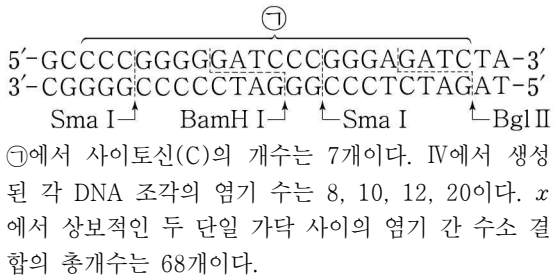 ㉠
5′-GCCCCGGGGGATCCCGGGAGATCTA-3′
3′-CGGGGCCCCCTAGGGCCCTCTAGAT-5′
Sma Ⅰ BamH Ⅰ Sma Ⅰ Bgl Ⅱ
㉠에서 사이토신(C)의 개수는 7개이다. Ⅳ에서 생성
된 각 DNA 조각의 염기 수는 8, 10, 12, 20이다. x
에서 상보적인 두 단일 가닥 사이의 염기 간 수소 결
합의 총개수는 68개이다.